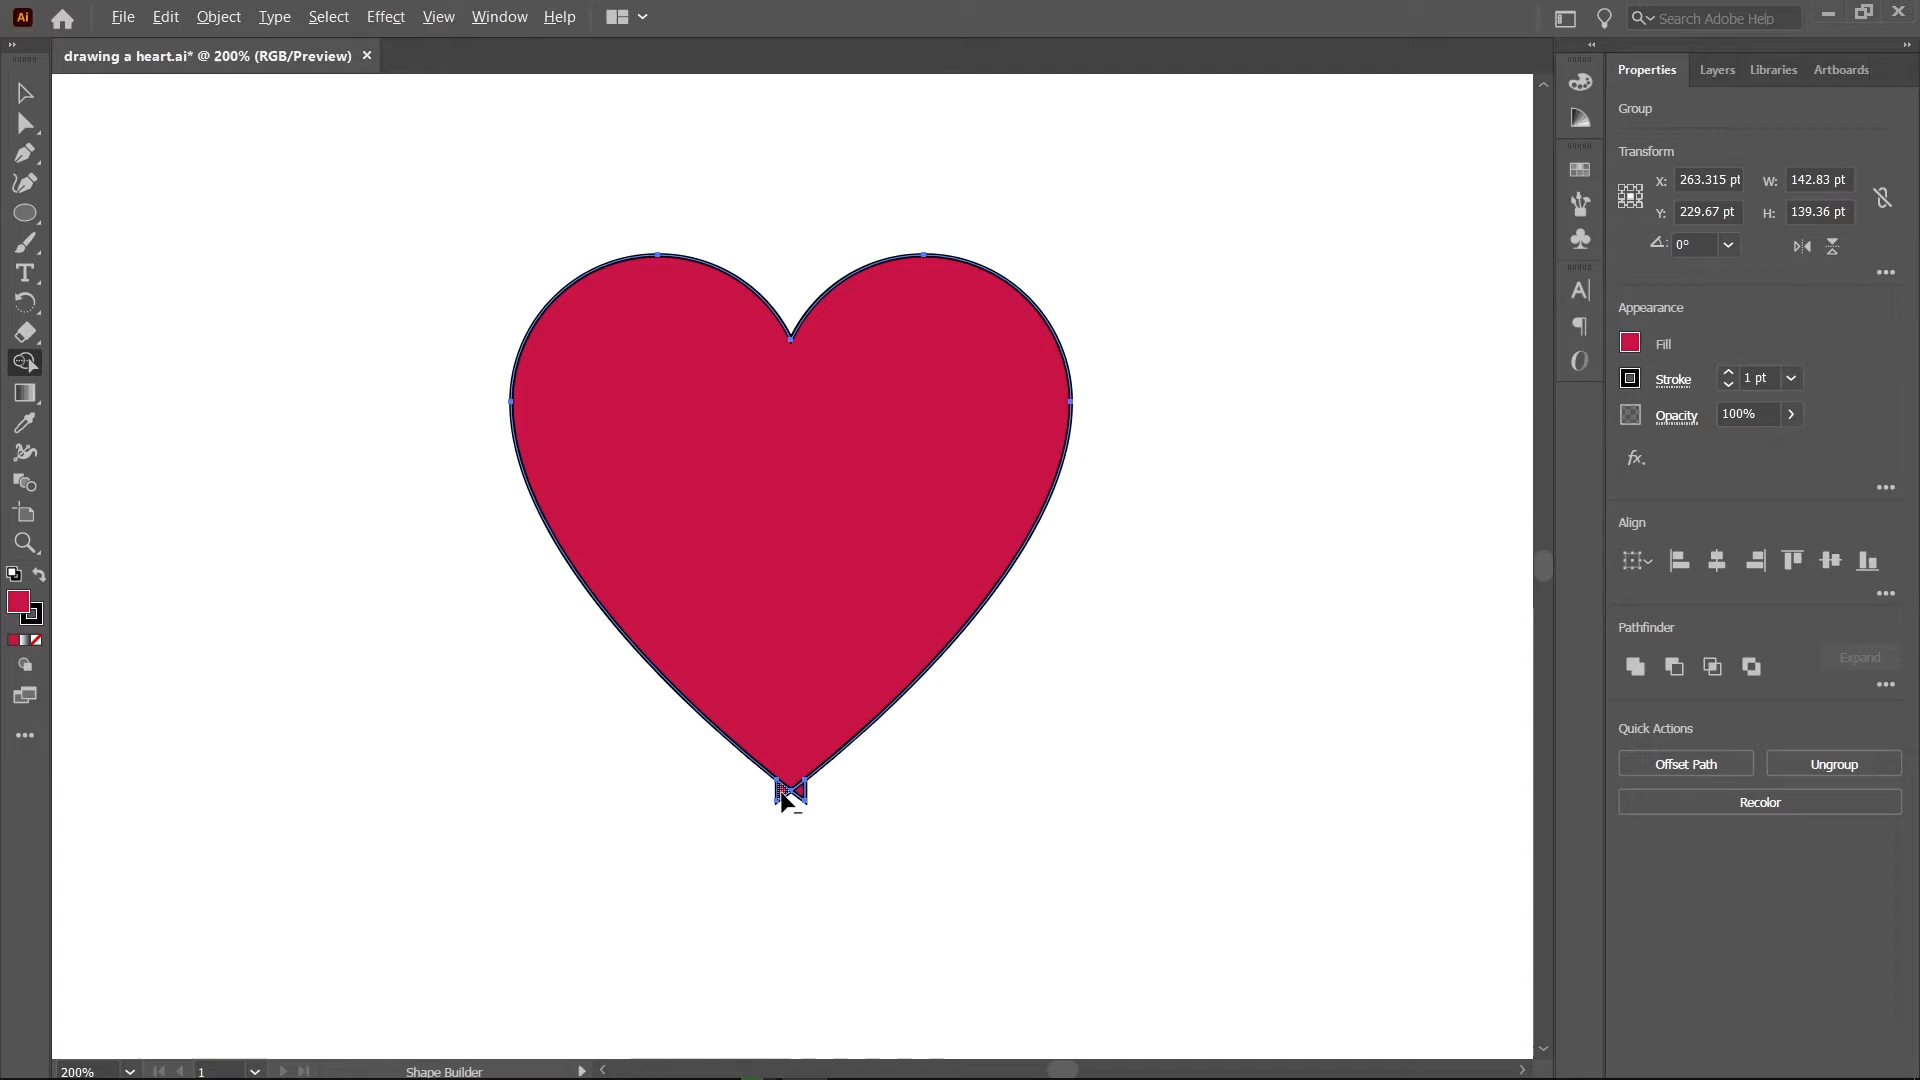 Ai File Edit Object Type Select Effect View Window Help Search Adobe Help
drawing a heart.ai* @ 200% (RGB/Preview) ×
Properties Layers Libraries Artboards
Group
Transform
X: 263.315 pt W: 142.83 pt
Y: 229.67 pt H: 139.36 pt
0°
Appearance
Fill
Stroke 1 pt
Opacity 100%
fx.
Align
Pathfinder
Expand
Quick Actions
Offset Path Ungroup
Recolor
200% 1 Shape Builder